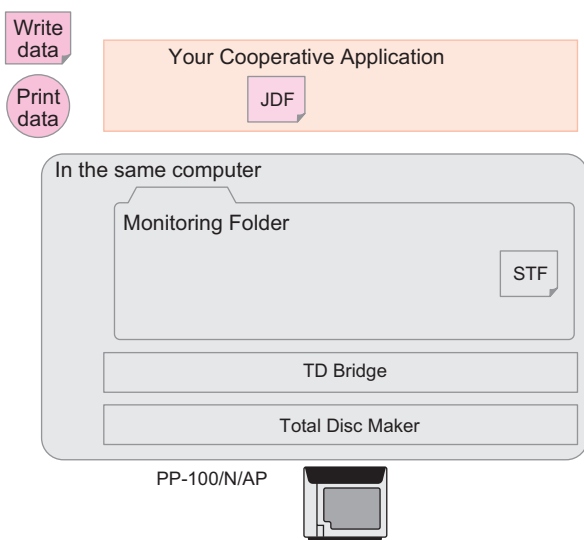 Write
data
Your Cooperative Application
Print
data
JDF
In the same computer
Monitoring Folder
STF
TD Bridge
Total Disc Maker
PP-100/N/AP